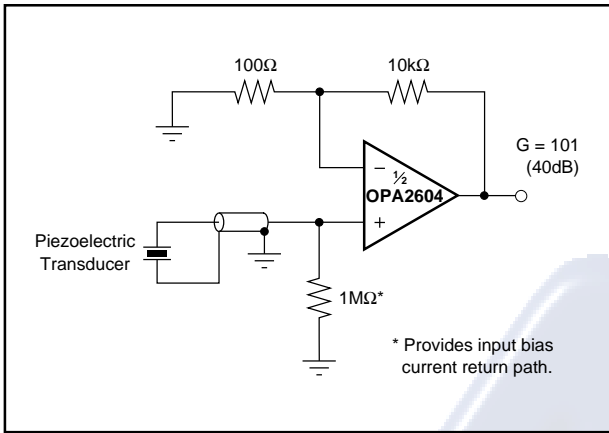 100Ω
10kΩ
G = 101
(40dB)
–
½
OPA2604
+
Piezoelectric
Transducer
1MΩ*
* Provides input bias
current return path.